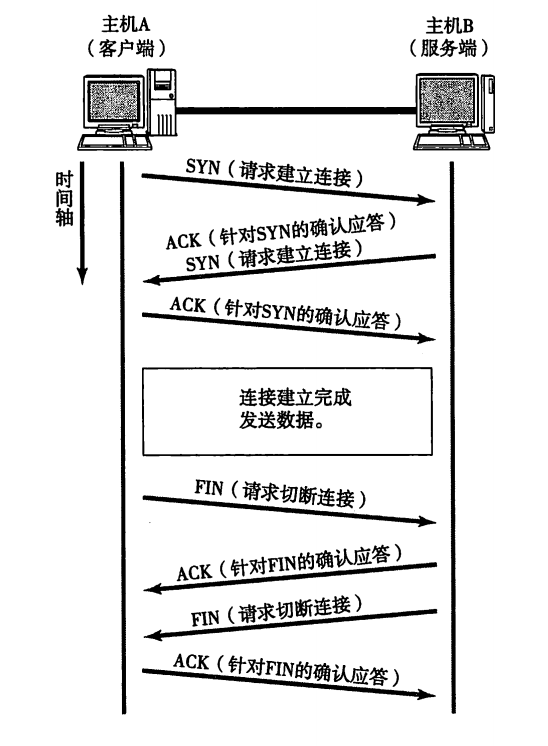 主机A
（客户端）
主机B
（服务端）
时间轴
SYN（请求建立连接）
ACK（针对SYN的确认应答）
SYN（请求建立连接）
ACK（针对SYN的确认应答）
连接建立完成
发送数据。
FIN（请求切断连接）
ACK（针对FIN的确认应答）
FIN（请求切断连接）
ACK（针对FIN的确认应答）